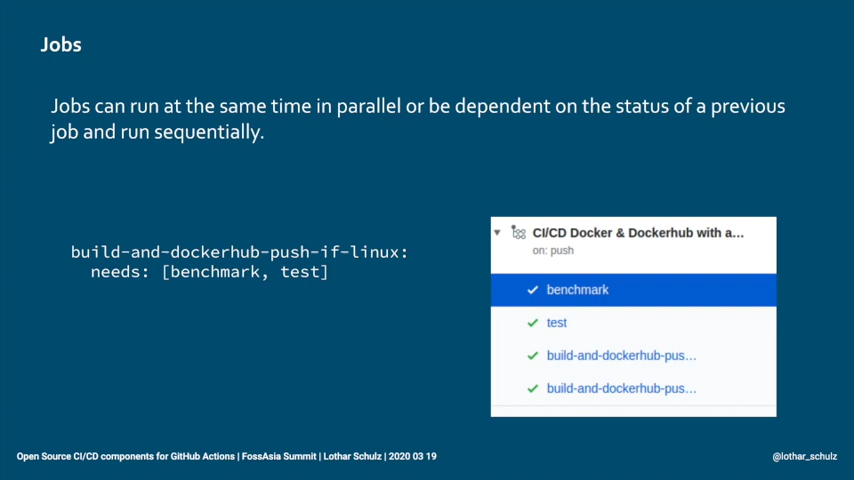 Jobs
Jobs can run at the same time in parallel or be dependent on the status of a previous
job and run sequentially.
build-and-dockerhub-push-if-linux:
needs: [benchmark, test]
CI/CD Docker & Dockerhub with a...
on: push
benchmark
test
build-and-dockerhub-pus...
build-and-dockerhub-pus...
Open Source CI/CD components for GitHub Actions | FossAsia Summit | Lothar Schulz | 2020 03 19
@lothar_schulz